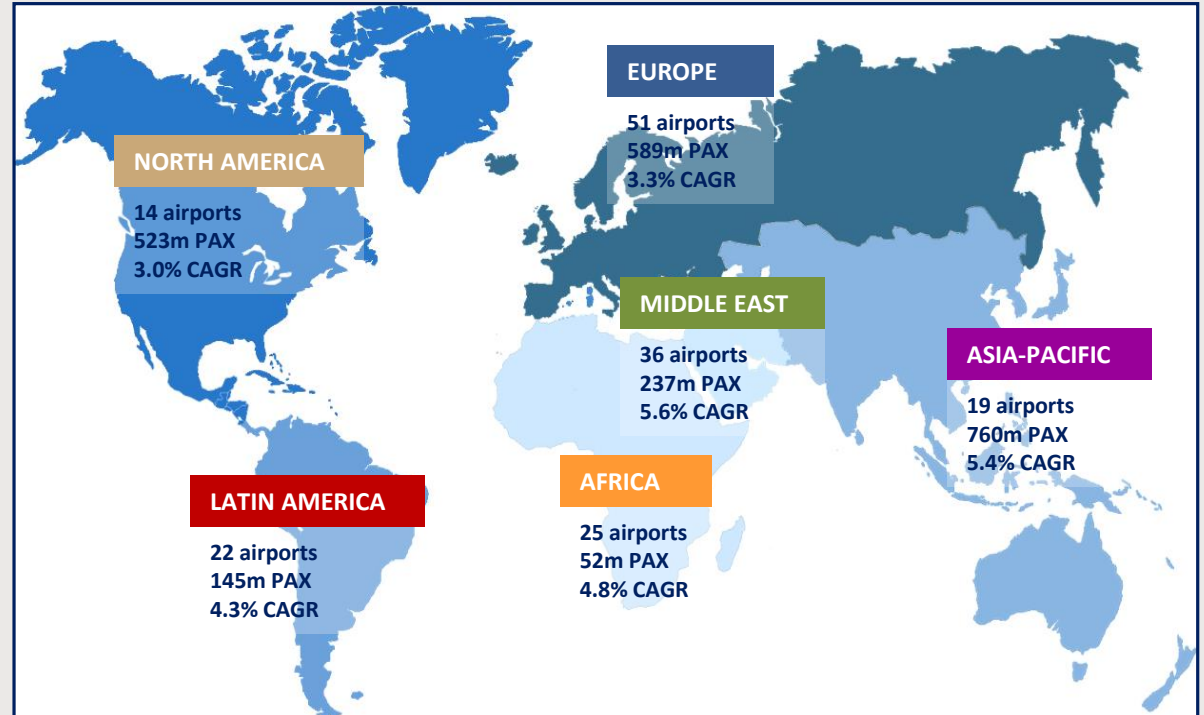 EUROPE
51 airports
589m PAX
3.3% CAGR
NORTH AMERICA
14 airports
523m PAX
3.0% CAGR
MIDDLE EAST
36 airports
237m PAX
5.6% CAGR
ASIA-PACIFIC
19 airports
760m PAX
5.4% CAGR
LATIN AMERICA
22 airports
145m PAX
4.3% CAGR
AFRICA
25 airports
52m PAX
4.8% CAGR